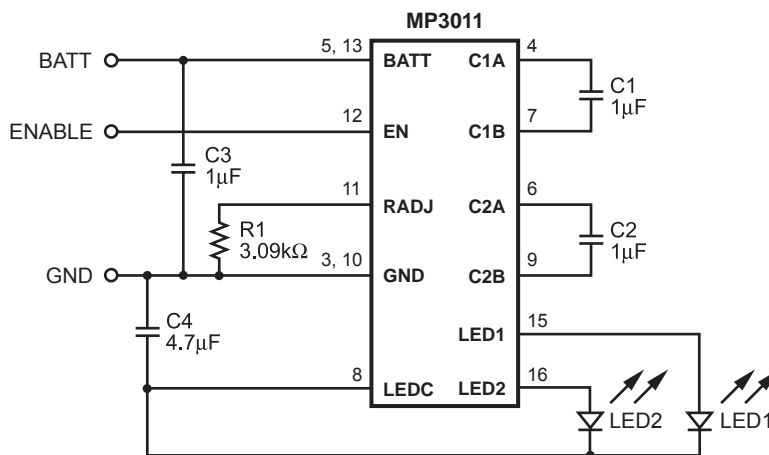 MP3011
BATT
5, 13
BATT
C1A
4
C1
1µF
ENABLE
12
EN
C1B
7
C3
1µF
11
RADJ
C2A
6
R1
3.09kΩ
C2
1µF
GND
3, 10
GND
C2B
9
C4
4.7µF
LED1
15
8
LEDC
LED2
16
LED2
LED1